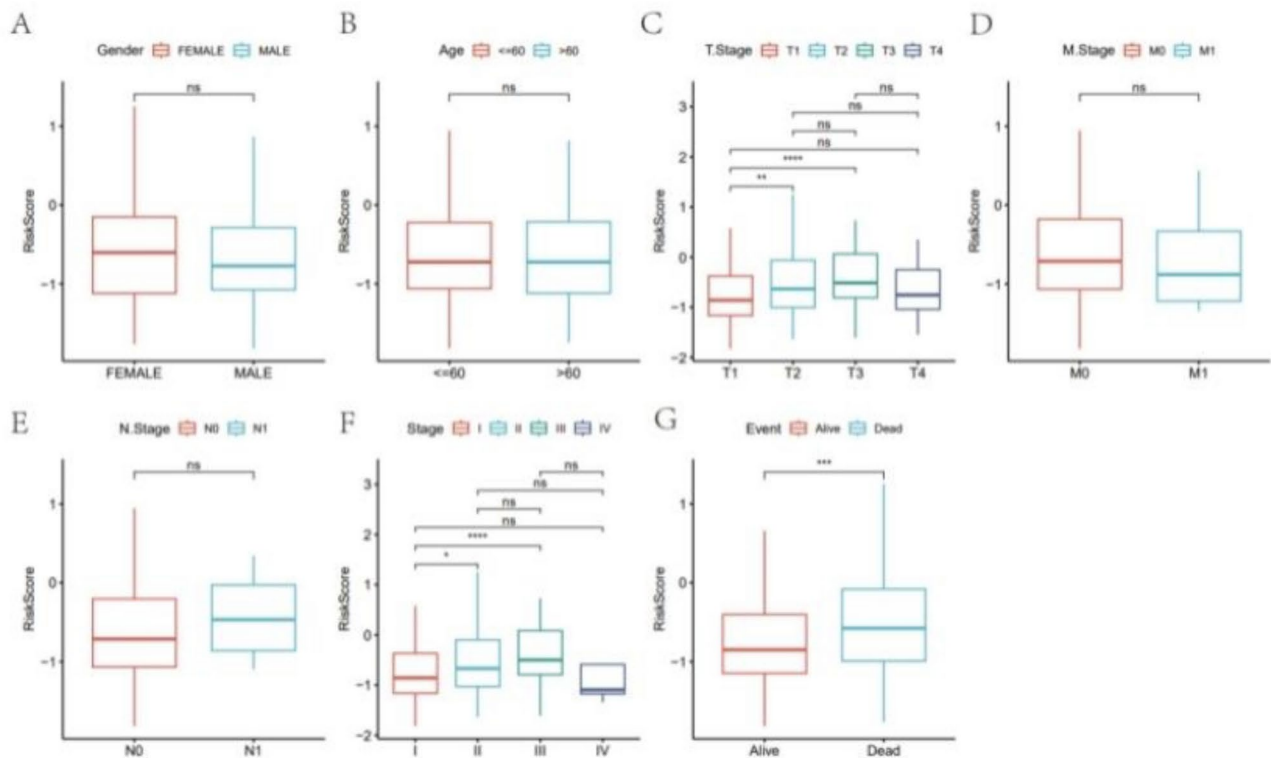 A
Gender FEMALE MALE
ns
1
0
−1
RiskScore
FEMALE MALE
B
Age <=60 >60
ns
1
0
−1
RiskScore
<=60 >60
C
T.Stage T1 T2 T3 T4
ns
ns
ns
ns
****
**
3
2
1
0
−1
−2
RiskScore
T1 T2 T3 T4
D
M.Stage M0 M1
ns
1
0
−1
RiskScore
M0 M1
E
N.Stage N0 N1
ns
1
0
−1
RiskScore
N0 N1
F
Stage I II III IV
ns
ns
ns
ns
****
*
3
2
1
0
−1
−2
RiskScore
I II III IV
G
Event Alive Dead
***
1
0
−1
RiskScore
Alive Dead